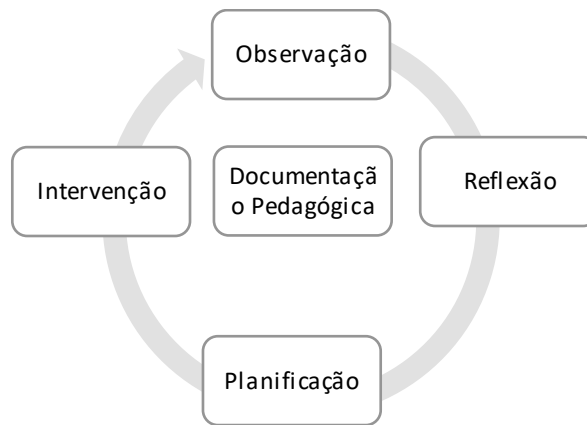 Observação
Intervenção
Documentaçã
o Pedagógica
Reflexão
Planificação